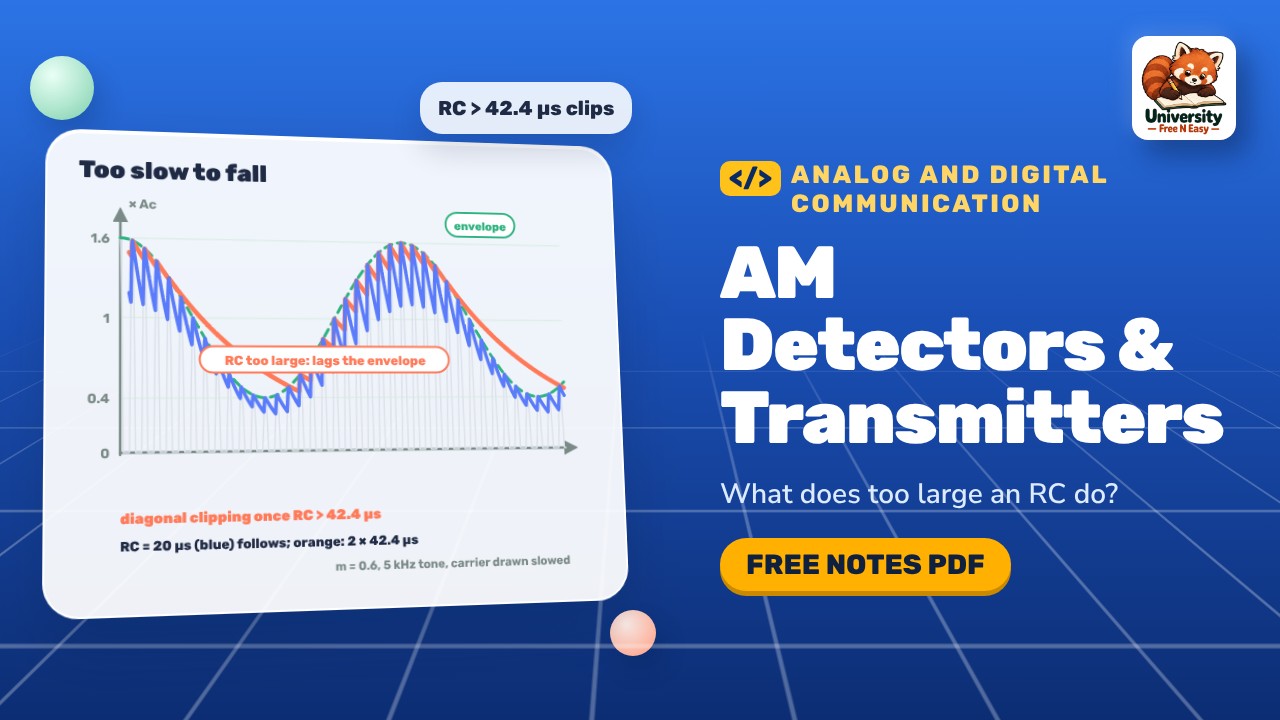 RC > 42.4 µs clips
Too slow to fall
× Ac
1.6
1
0.4
0
envelope
RC too large: lags the envelope
diagonal clipping once RC > 42.4 µs
RC = 20 µs (blue) follows; orange: 2 × 42.4 µs
m = 0.6, 5 kHz tone, carrier drawn slowed
University
Free N Easy
</> ANALOG AND DIGITAL
COMMUNICATION
AM
Detectors &
Transmitters
What does too large an RC do?
FREE NOTES PDF